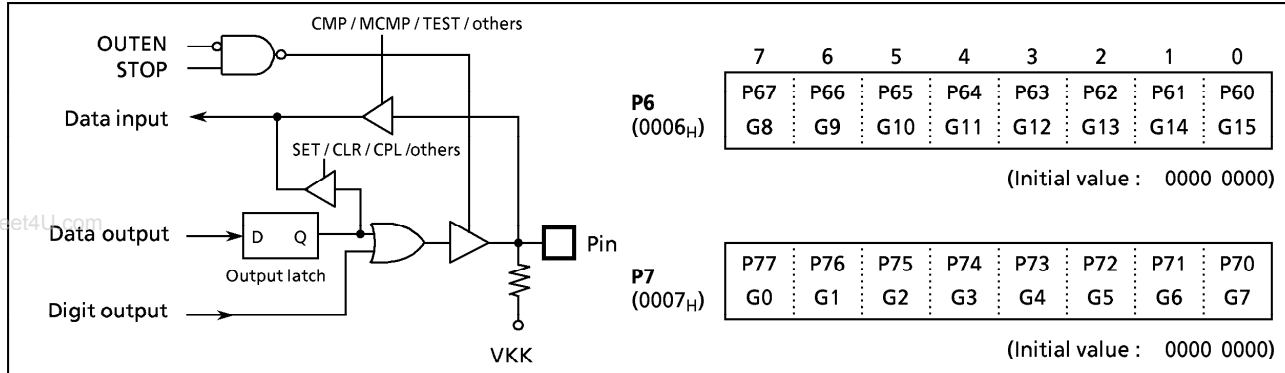 CMP / MCMP / TEST / others
OUTEN
STOP
Data input
SET / CLR / CPL /others
eet4U.com
Data output
D Q
Output latch
Pin
Digit output
VKK
7 6 5 4 3 2 1 0
P6
(0006H)
P67 P66 P65 P64 P63 P62 P61 P60
G8 G9 G10 G11 G12 G13 G14 G15
(Initial value : 0000 0000)
P7
(0007H)
P77 P76 P75 P74 P73 P72 P71 P70
G0 G1 G2 G3 G4 G5 G6 G7
(Initial value : 0000 0000)